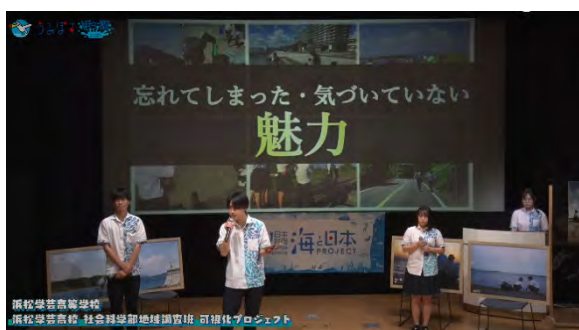 忘れてしまった・気づいていない
魅力
海と日本
PROJECT
浜松学芸高等学校
浜松学芸高校 社会科学部地域調査班 可視化プロジェクト